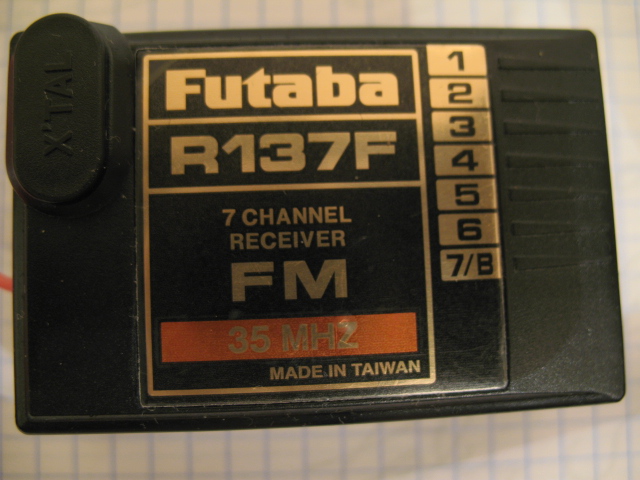 X'TAL
Futaba
R137F
7 CHANNEL
RECEIVER
FM
35 MHZ
MADE IN TAIWAN
1
2
3
4
5
6
7/B